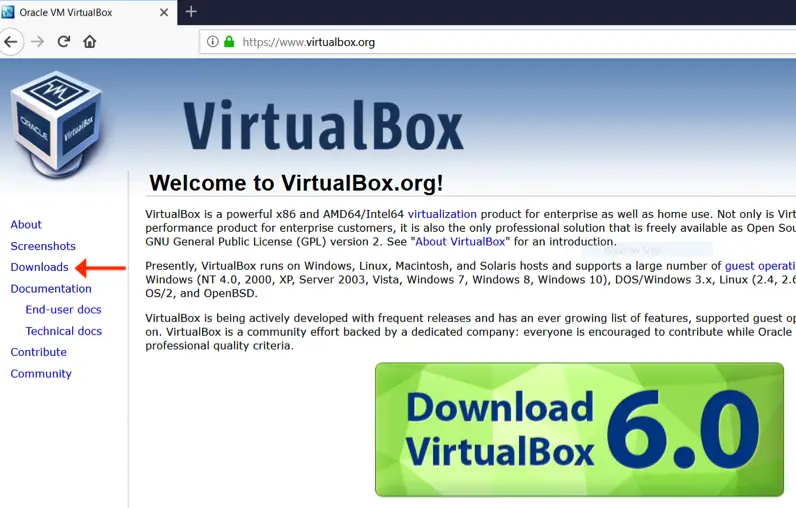 Oracle VM VirtualBox
https://www.virtualbox.org
ORACLE
VirtualBox
VirtualBox
Welcome to VirtualBox.org!
About
Screenshots
Downloads
Documentation
End-user docs
Technical docs
Contribute
Community
VirtualBox is a powerful x86 and AMD64/Intel64 virtualization product for enterprise as well as home use. Not only is Virt
performance product for enterprise customers, it is also the only professional solution that is freely available as Open Sou
GNU General Public License (GPL) version 2. See "About VirtualBox" for an introduction.
Window Snip
Presently, VirtualBox runs on Windows, Linux, Macintosh, and Solaris hosts and supports a large number of guest operati
Windows (NT 4.0, 2000, XP, Server 2003, Vista, Windows 7, Windows 8, Windows 10), DOS/Windows 3.x, Linux (2.4, 2.6
OS/2, and OpenBSD.
VirtualBox is being actively developed with frequent releases and has an ever growing list of features, supported guest op
on. VirtualBox is a community effort backed by a dedicated company: everyone is encouraged to contribute while Oracle
professional quality criteria.
Download
VirtualBox
6.0